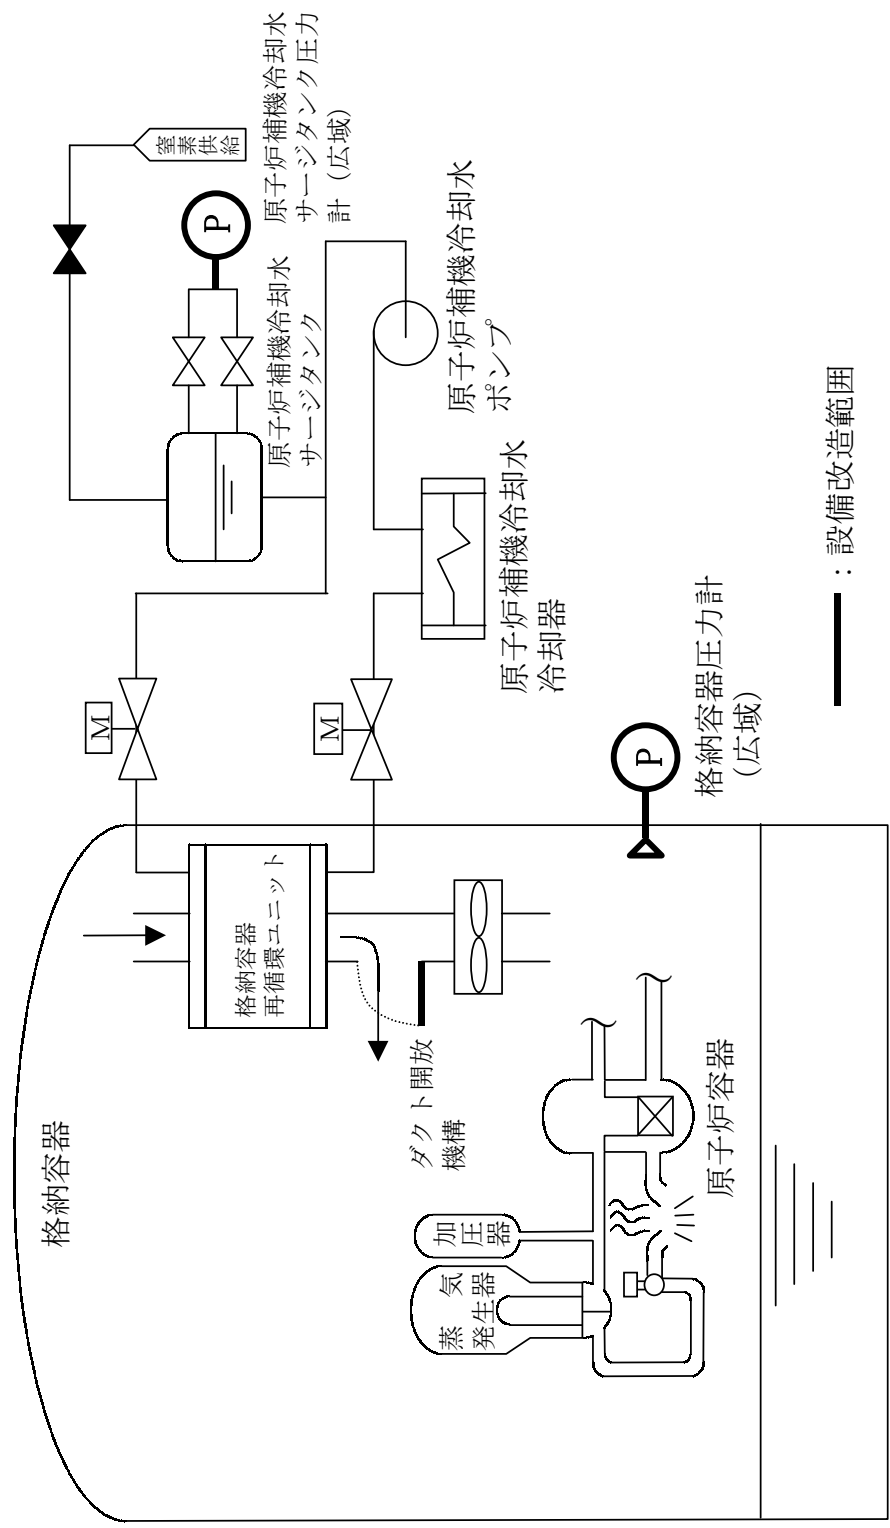 格納容器
格納容器
再循環ユニット
ダクト開放
機構
加圧器
蒸気
発生器
原子炉容器
M
M
P
格納容器圧力計
(広域)
窒素供給
P
原子炉補機冷却水
サージタンク圧力
計(広域)
原子炉補機冷却水
サージタンク
原子炉補機冷却水
ポンプ
原子炉補機冷却水
冷却器
:設備改造範囲